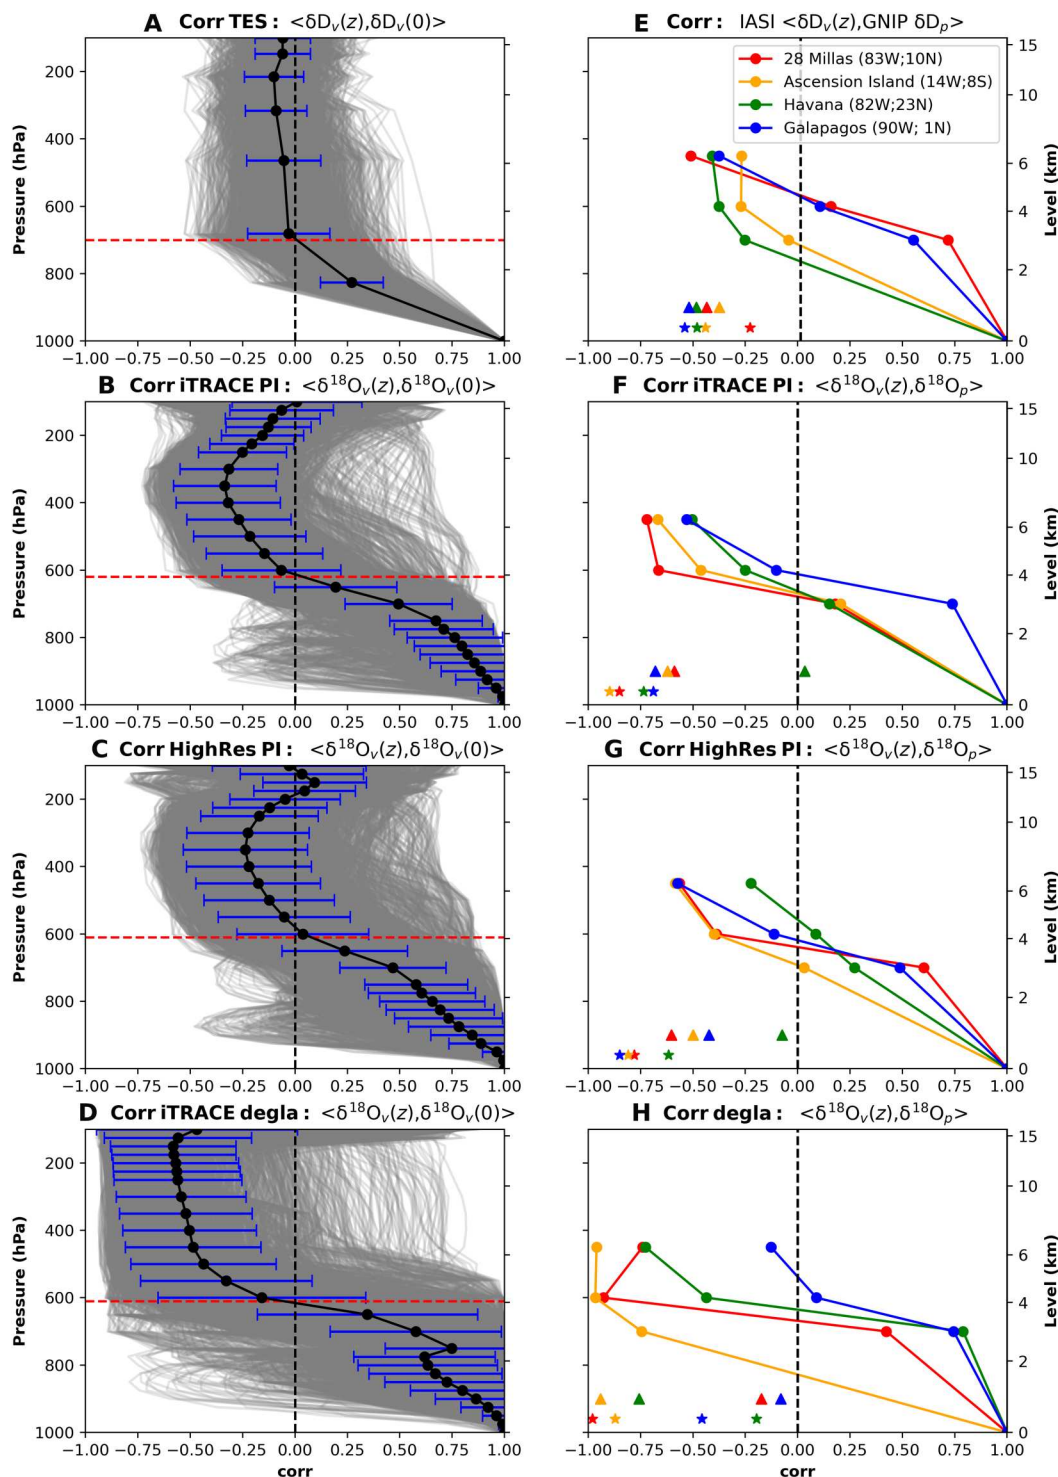 A Corr TES : <δD_v(z),δD_v(0)>
Pressure (hPa)
200
400
600
800
1000
−1.00 −0.75 −0.50 −0.25 0.00 0.25 0.50 0.75 1.00
E Corr : IASI <δD_v(z),GNIP δD_p>
28 Millas (83W;10N)
Ascension Island (14W;8S)
Havana (82W;23N)
Galapagos (90W; 1N)
15
10
6
4
2
0
Level (km)
−1.00 −0.75 −0.50 −0.25 0.00 0.25 0.50 0.75 1.00
B Corr iTRACE PI : <δ¹⁸O_v(z),δ¹⁸O_v(0)>
Pressure (hPa)
200
400
600
800
1000
−1.00 −0.75 −0.50 −0.25 0.00 0.25 0.50 0.75 1.00
F Corr iTRACE PI : <δ¹⁸O_v(z),δ¹⁸O_p>
15
10
6
4
2
0
Level (km)
−1.00 −0.75 −0.50 −0.25 0.00 0.25 0.50 0.75 1.00
C Corr HighRes PI : <δ¹⁸O_v(z),δ¹⁸O_v(0)>
Pressure (hPa)
200
400
600
800
1000
−1.00 −0.75 −0.50 −0.25 0.00 0.25 0.50 0.75 1.00
G Corr HighRes PI : <δ¹⁸O_v(z),δ¹⁸O_p>
15
10
6
4
2
0
Level (km)
−1.00 −0.75 −0.50 −0.25 0.00 0.25 0.50 0.75 1.00
D Corr iTRACE degla : <δ¹⁸O_v(z),δ¹⁸O_v(0)>
Pressure (hPa)
200
400
600
800
1000
−1.00 −0.75 −0.50 −0.25 0.00 0.25 0.50 0.75 1.00
corr
H Corr degla : <δ¹⁸O_v(z),δ¹⁸O_p>
15
10
6
4
2
0
Level (km)
−1.00 −0.75 −0.50 −0.25 0.00 0.25 0.50 0.75 1.00
corr